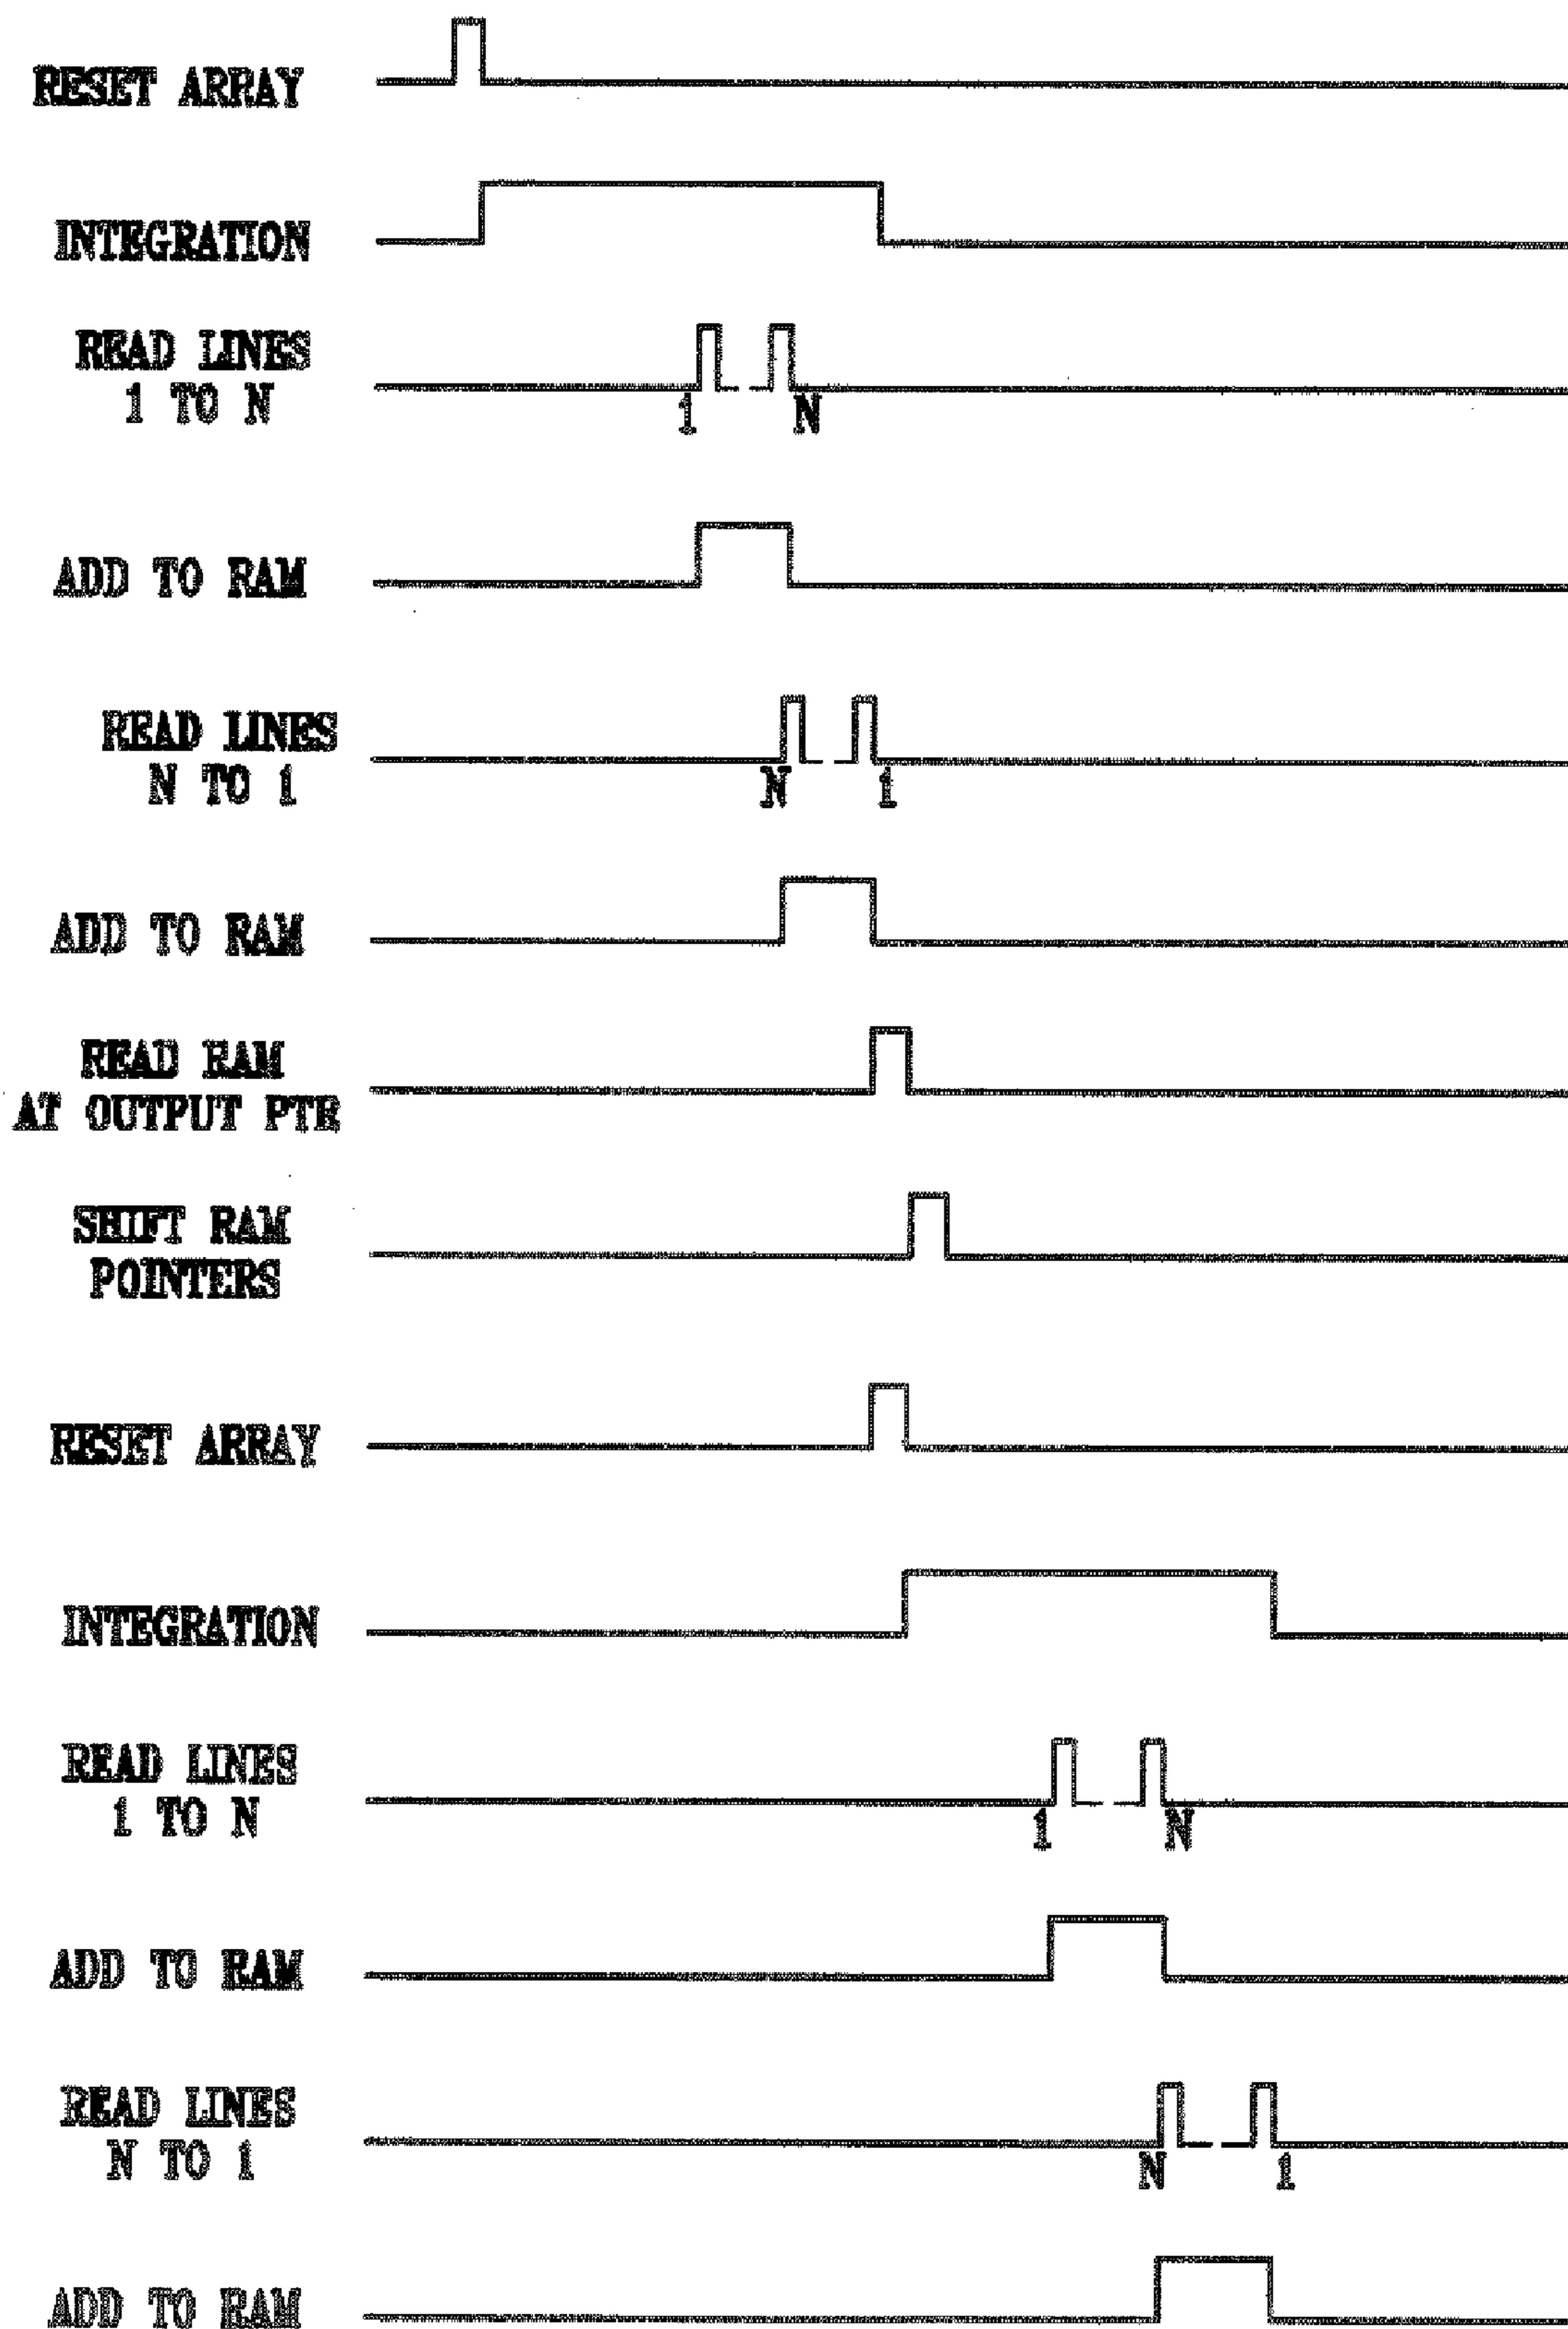 RESET ARRAY
INTEGRATION
READ LINES
1 TO N
1 N
ADD TO RAM
READ LINES
N TO 1
N 1
ADD TO RAM
READ RAM
AT OUTPUT PTR
SHIFT RAM
POINTERS
RESET ARRAY
INTEGRATION
READ LINES
1 TO N
1 N
ADD TO RAM
READ LINES
N TO 1
N 1
ADD TO RAM